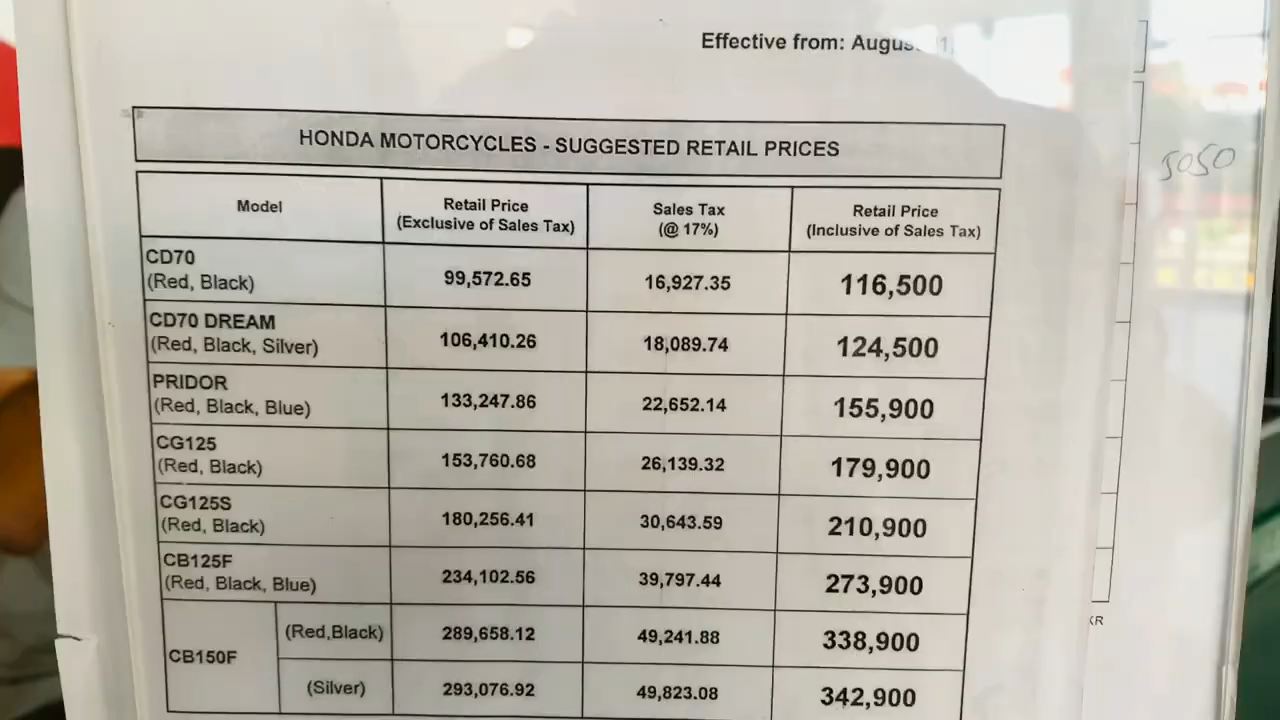 Effective from: August 1,
5050
HONDA MOTORCYCLES - SUGGESTED RETAIL PRICES
Model
Retail Price
(Exclusive of Sales Tax)
Sales Tax
(@ 17%)
Retail Price
(Inclusive of Sales Tax)
CD70
(Red, Black)
99,572.65
16,927.35
116,500
CD70 DREAM
(Red, Black, Silver)
106,410.26
18,089.74
124,500
PRIDOR
(Red, Black, Blue)
133,247.86
22,652.14
155,900
CG125
(Red, Black)
153,760.68
26,139.32
179,900
CG125S
(Red, Black)
180,256.41
30,643.59
210,900
CB125F
(Red, Black, Blue)
234,102.56
39,797.44
273,900
CB150F
(Red,Black)
289,658.12
49,241.88
338,900
(Silver)
293,076.92
49,823.08
342,900